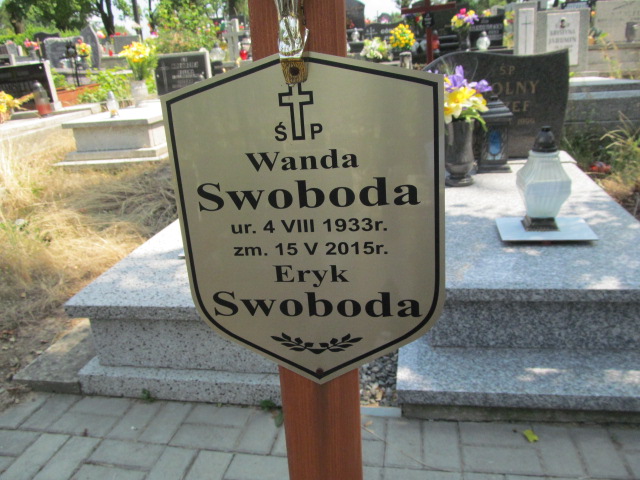 Ś P
Wanda
Swoboda
ur. 4 VIII 1933r.
zm. 15 V 2015r.
Eryk
Swoboda
ŚP